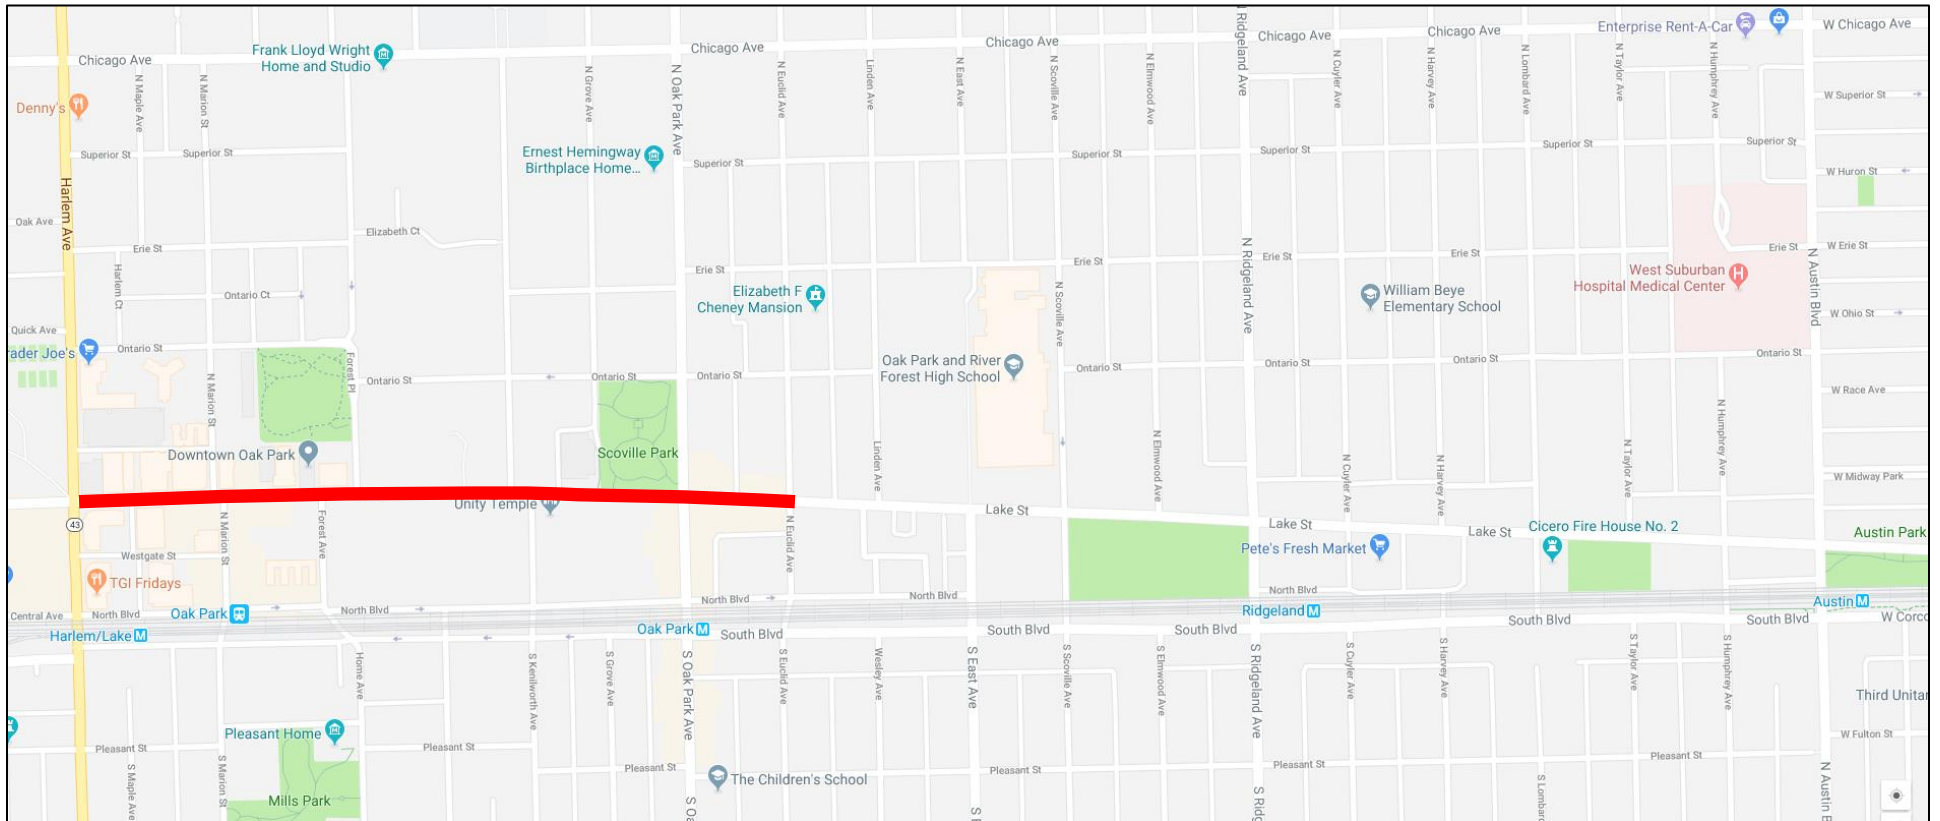 Chicago Ave
Frank Lloyd Wright
Home and Studio
Chicago Ave
Chicago Ave
Chicago Ave
Chicago Ave
Enterprise Rent-A-Car
W Chicago Ave
Denny's
N Maple Ave
N Marion St
N Grove Ave
N Oak Park Ave
N Euclid Ave
Linden Ave
N East Ave
N Scoville Ave
N Elmwood Ave
N Ridgeland Ave
N Cuyler Ave
N Harvey Ave
N Lombard Ave
N Taylor Ave
N Humphrey Ave
W Superior St
Superior St
Superior St
Ernest Hemingway
Birthplace Home...
Superior St
Superior St
Superior St
Superior St
Superior St
W Huron St
Harlem Ave
Oak Ave
Elizabeth Ct
Erie St
Erie St
Erie St
Erie St
Erie St
Erie St
W Erie St
Harlem Ct
Ontario Ct
Elizabeth F
Cheney Mansion
N Scoville Ave
N Ridgeland Ave
William Beye
Elementary School
West Suburban
Hospital Medical Center
H
N Austin Blvd
W Ohio St
Quick Ave
rader Joe's
Ontario St
Forest Pl
Ontario St
Ontario St
Ontario St
Oak Park and River
Forest High School
Ontario St
Ontario St
Ontario St
Ontario St
W Race Ave
N Marion St
Downtown Oak Park
Scoville Park
Linden Ave
N Elmwood Ave
N Cuyler Ave
N Harvey Ave
N Taylor Ave
N Humphrey Ave
W Midway Park
Unity Temple
43
N Marion St
Forest Ave
N Euclid Ave
Lake St
Lake St
Lake St
Cicero Fire House No. 2
Austin Park
Westgate St
Pete's Fresh Market
TGI Fridays
North Blvd
North Blvd
North Blvd
Central Ave
North Blvd
Oak Park
North Blvd
Ridgeland M
Austin M
Harlem/Lake M
Oak Park M
South Blvd
South Blvd
South Blvd
South Blvd
South Blvd
W Corco
Home Ave
S Kenilworth Ave
S Grove Ave
S Oak Park Ave
S Euclid Ave
Wesley Ave
S East Ave
S Scoville Ave
S Elmwood Ave
S Ridgeland Ave
S Cuyler Ave
S Harvey Ave
S Taylor Ave
S Humphrey Ave
Third Unitar
Pleasant Home
W Fulton St
Pleasant St
Pleasant St
Pleasant St
Pleasant St
Pleasant St
Pleasant St
S Maple Ave
S Marion St
The Children's School
Mills Park
S Oa
S E
S Ridg
S Lombar
N Austin B